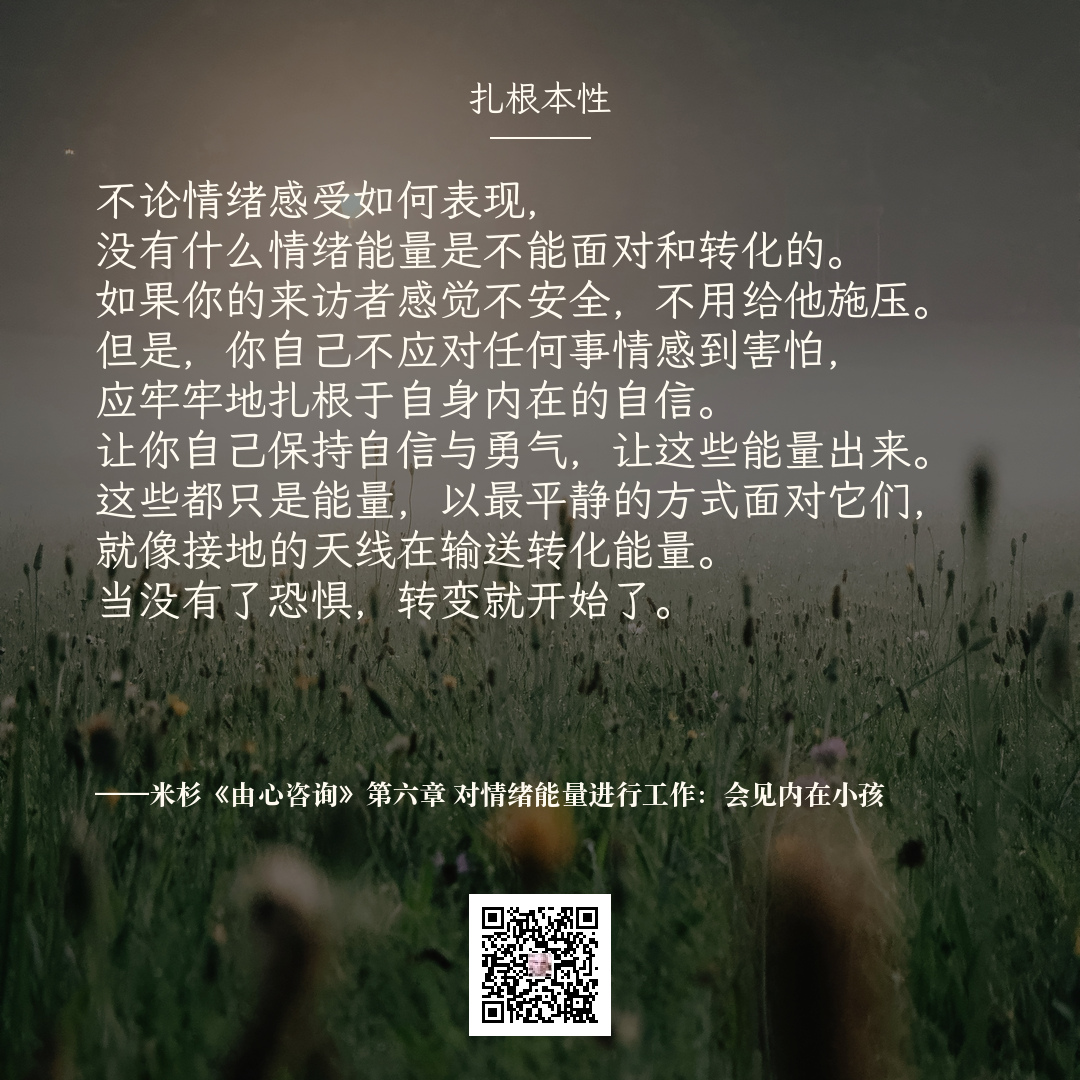 扎根本性
不论情绪感受如何表现，
没有什么情绪能量是不能面对和转化的。
如果你的来访者感觉不安全，不用给他施压。
但是，你自己不应对任何事情感到害怕，
应牢牢地扎根于自身内在的自信。
让你自己保持自信与勇气，让这些能量出来。
这些都只是能量，以最平静的方式面对它们，
就像接地的天线在输送转化能量。
当没有了恐惧，转变就开始了。
——米杉《由心咨询》第六章 对情绪能量进行工作：会见内在小孩